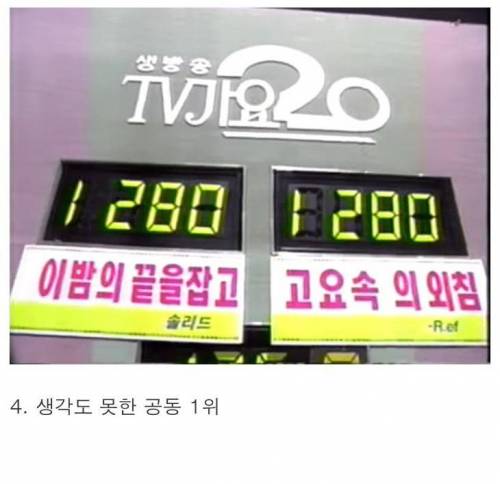 생방송
TV가요20
1280
1280
이밤의 끝을잡고
솔리드
고요속 의 외침
-R.ef
4. 생각도 못한 공동 1위